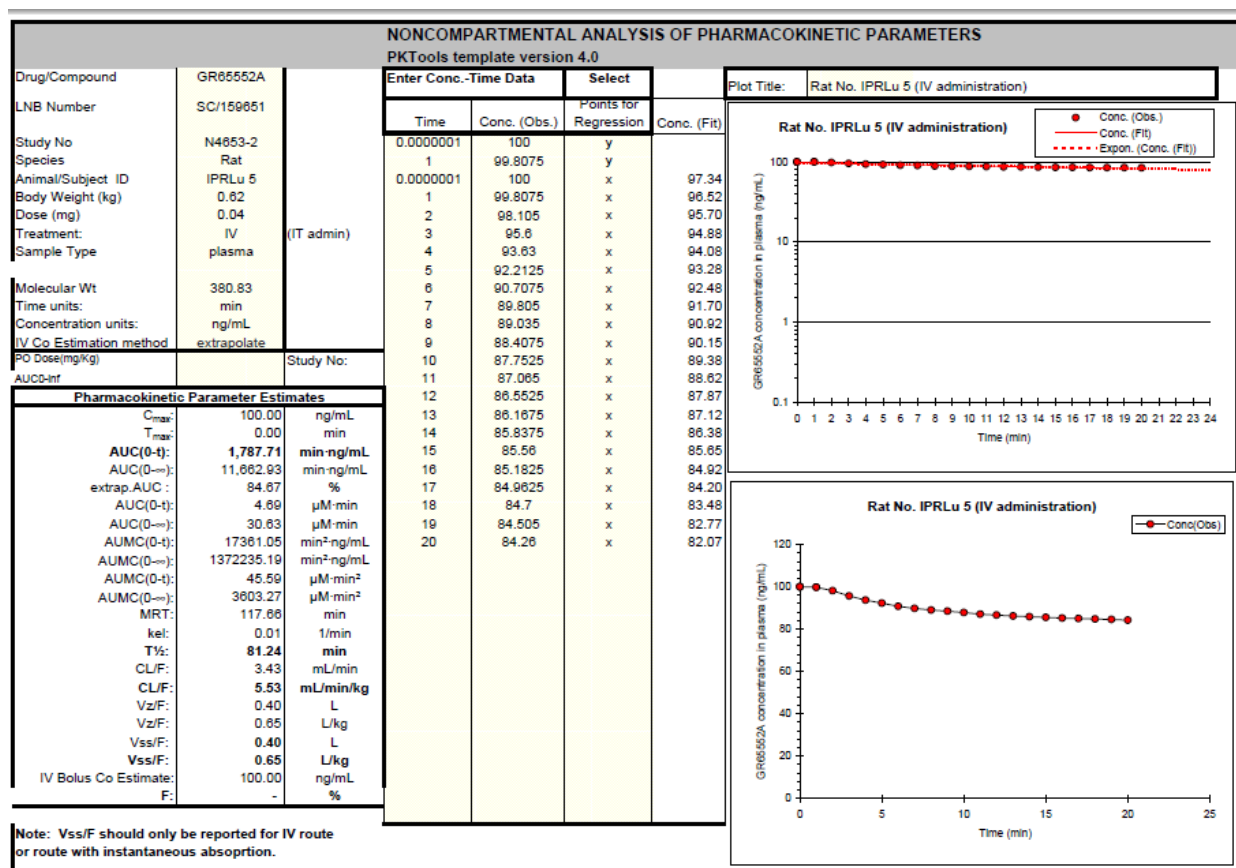 NONCOMPARTMENTAL ANALYSIS OF PHARMACOKINETIC PARAMETERS
PKTools template version 4.0
Drug/Compound GR65552A
LNB Number SC/159651
Study No N4653-2
Species Rat
Animal/Subject ID IPRLu 5
Body Weight (kg) 0.62
Dose (mg) 0.04
Treatment: IV (IT admin)
Sample Type plasma
Molecular Wt 380.83
Time units: min
Concentration units: ng/mL
IV Co Estimation method extrapolate
PO Dose(mg/Kg) Study No:
AUC0-inf
Pharmacokinetic Parameter Estimates
Cmax: 100.00 ng/mL
Tmax: 0.00 min
AUC(0-t): 1,787.71 min·ng/mL
AUC(0-∞): 11,662.93 min·ng/mL
extrap.AUC : 84.67 %
AUC(0-t): 4.69 µM·min
AUC(0-∞): 30.63 µM·min
AUMC(0-t): 17361.05 min²·ng/mL
AUMC(0-∞): 1372235.19 min²·ng/mL
AUMC(0-t): 45.59 µM·min²
AUMC(0-∞): 3603.27 µM·min²
MRT: 117.66 min
kel: 0.01 1/min
T½: 81.24 min
CL/F: 3.43 mL/min
CL/F: 5.53 mL/min/kg
Vz/F: 0.40 L
Vz/F: 0.65 L/kg
Vss/F: 0.40 L
Vss/F: 0.65 L/kg
IV Bolus Co Estimate: 100.00 ng/mL
F: - %
Note: Vss/F should only be reported for IV route
or route with instantaneous absoprtion.
Enter Conc.-Time Data Select
Points for
Time Conc. (Obs.) Regression Conc. (Fit)
0.0000001 100 y
1 99.8075 y
0.0000001 100 x 97.34
1 99.8075 x 96.52
2 98.105 x 95.70
3 95.6 x 94.88
4 93.63 x 94.08
5 92.2125 x 93.28
6 90.7075 x 92.48
7 89.805 x 91.70
8 89.035 x 90.92
9 88.4075 x 90.15
10 87.7525 x 89.38
11 87.065 x 88.62
12 86.5525 x 87.87
13 86.1675 x 87.12
14 85.8375 x 86.38
15 85.56 x 85.65
16 85.1825 x 84.92
17 84.9625 x 84.20
18 84.7 x 83.48
19 84.505 x 82.77
20 84.26 x 82.07
Plot Title: Rat No. IPRLu 5 (IV administration)
Rat No. IPRLu 5 (IV administration)
Conc. (Obs.)
Conc. (Fit)
Expon. (Conc. (Fit))
GR65552A concentration in plasma (ng/mL)
100
10
1
0.1
0 1 2 3 4 5 6 7 8 9 10 11 12 13 14 15 16 17 18 19 20 21 22 23 24
Time (min)
Rat No. IPRLu 5 (IV administration)
Conc(Obs)
GR65552A concentration in plasma (ng/mL)
120
100
80
60
40
20
0
0 5 10 15 20 25
Time (min)